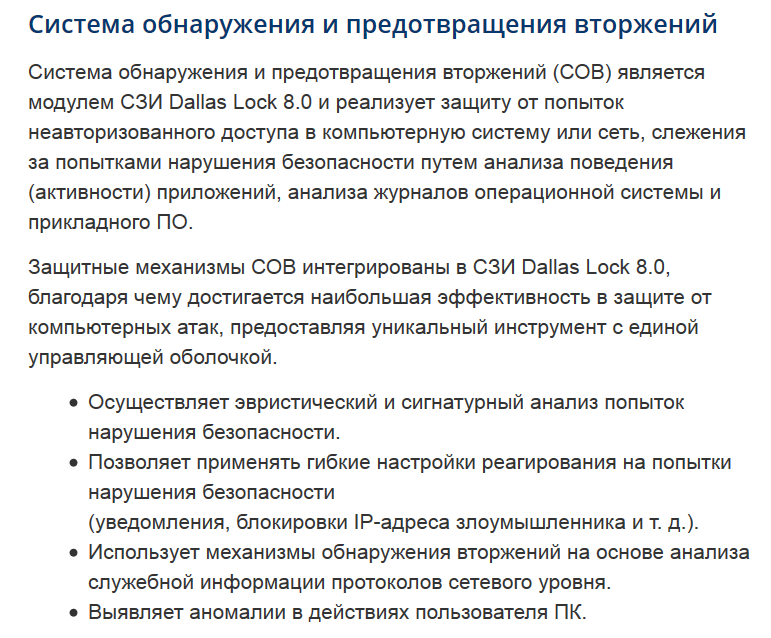 Система обнаружения и предотвращения вторжений
Система обнаружения и предотвращения вторжений (СОВ) является
модулем СЗИ Dallas Lock 8.0 и реализует защиту от попыток
неавторизованного доступа в компьютерную систему или сеть, слежения
за попытками нарушения безопасности путем анализа поведения
(активности) приложений, анализа журналов операционной системы и
прикладного ПО.
Защитные механизмы СОВ интегрированы в СЗИ Dallas Lock 8.0,
благодаря чему достигается наибольшая эффективность в защите от
компьютерных атак, предоставляя уникальный инструмент с единой
управляющей оболочкой.
• Осуществляет эвристический и сигнатурный анализ попыток
нарушения безопасности.
• Позволяет применять гибкие настройки реагирования на попытки
нарушения безопасности
(уведомления, блокировки IP-адреса злоумышленника и т. д.).
• Использует механизмы обнаружения вторжений на основе анализа
служебной информации протоколов сетевого уровня.
• Выявляет аномалии в действиях пользователя ПК.